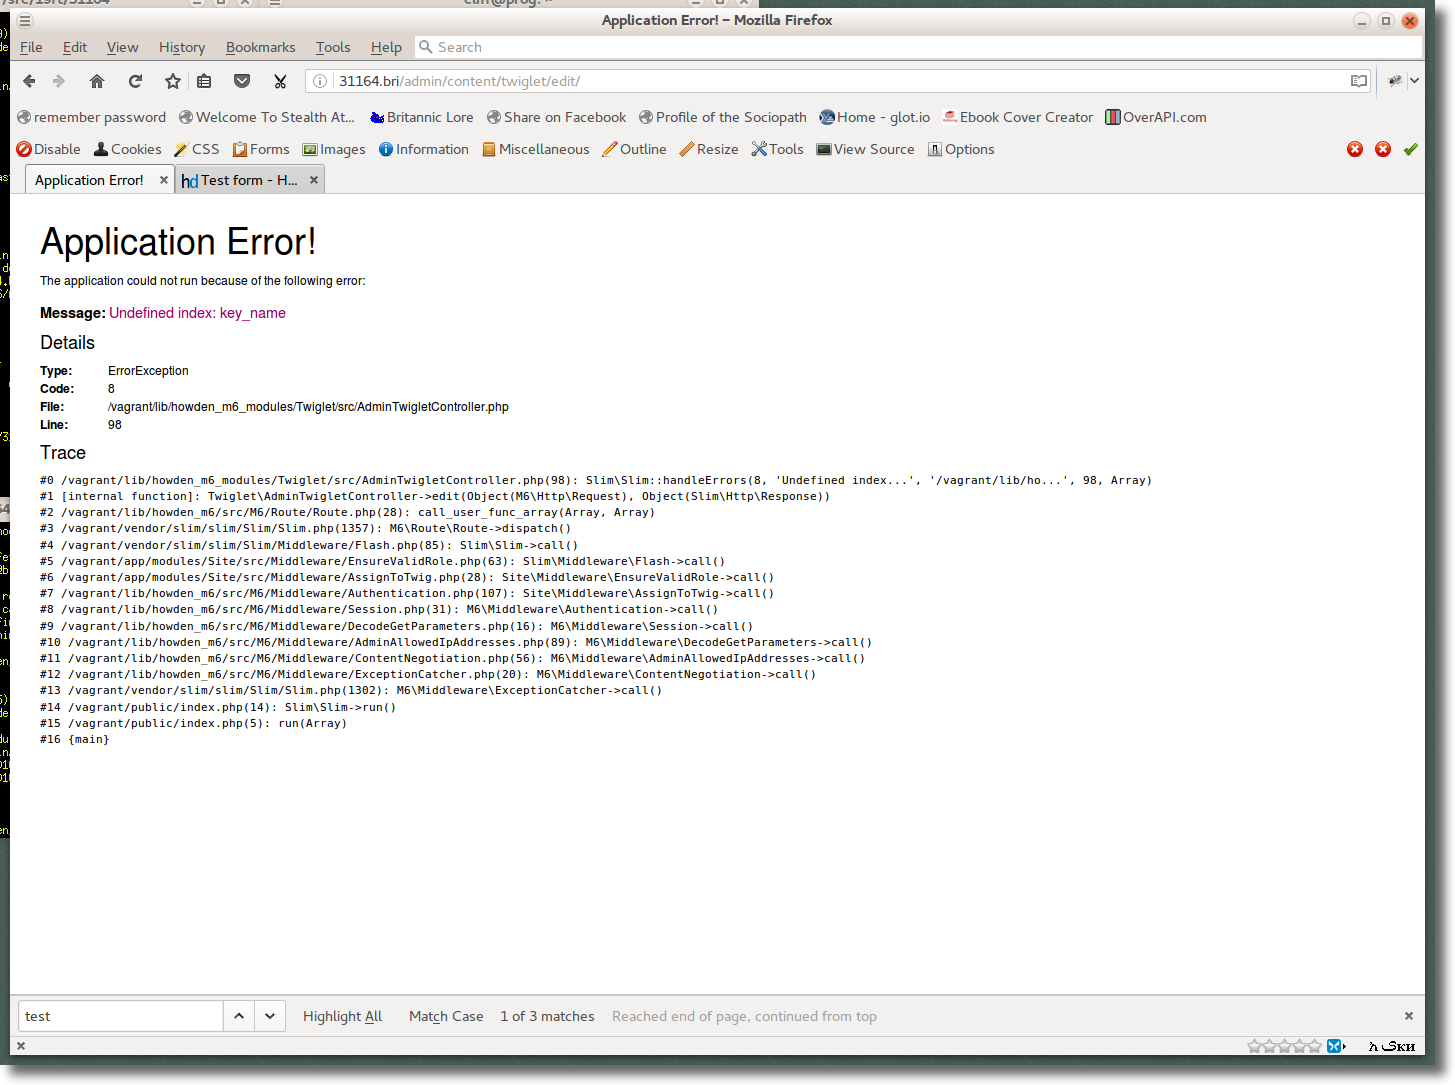 Application Error! – Mozilla Firefox
File Edit View History Bookmarks Tools Help Search
31164.bri/admin/content/twiglet/edit/
remember password Welcome To Stealth At... Britannic Lore Share on Facebook Profile of the Sociopath Home - glot.io Ebook Cover Creator OverAPI.com
Disable Cookies CSS Forms Images Information Miscellaneous Outline Resize Tools View Source Options
Application Error! hd Test form - H...
Application Error!
The application could not run because of the following error:
Message: Undefined index: key_name
Details
Type: ErrorException
Code: 8
File: /vagrant/lib/howden_m6_modules/Twiglet/src/AdminTwigletController.php
Line: 98
Trace
#0 /vagrant/lib/howden_m6_modules/Twiglet/src/AdminTwigletController.php(98): Slim\Slim::handleErrors(8, 'Undefined index...', '/vagrant/lib/ho...', 98, Array)
#1 [internal function]: Twiglet\AdminTwigletController->edit(Object(M6\Http\Request), Object(Slim\Http\Response))
#2 /vagrant/lib/howden_m6/src/M6/Route/Route.php(28): call_user_func_array(Array, Array)
#3 /vagrant/vendor/slim/slim/Slim/Slim.php(1357): M6\Route\Route->dispatch()
#4 /vagrant/vendor/slim/slim/Slim/Middleware/Flash.php(85): Slim\Slim->call()
#5 /vagrant/app/modules/Site/src/Middleware/EnsureValidRole.php(63): Slim\Middleware\Flash->call()
#6 /vagrant/app/modules/Site/src/Middleware/AssignToTwig.php(28): Site\Middleware\EnsureValidRole->call()
#7 /vagrant/lib/howden_m6/src/M6/Middleware/Authentication.php(107): Site\Middleware\AssignToTwig->call()
#8 /vagrant/lib/howden_m6/src/M6/Middleware/Session.php(31): M6\Middleware\Authentication->call()
#9 /vagrant/lib/howden_m6/src/M6/Middleware/DecodeGetParameters.php(16): M6\Middleware\Session->call()
#10 /vagrant/lib/howden_m6/src/M6/Middleware/AdminAllowedIpAddresses.php(89): M6\Middleware\DecodeGetParameters->call()
#11 /vagrant/lib/howden_m6/src/M6/Middleware/ContentNegotiation.php(56): M6\Middleware\AdminAllowedIpAddresses->call()
#12 /vagrant/lib/howden_m6/src/M6/Middleware/ExceptionCatcher.php(20): M6\Middleware\ContentNegotiation->call()
#13 /vagrant/vendor/slim/slim/Slim/Slim.php(1302): M6\Middleware\ExceptionCatcher->call()
#14 /vagrant/public/index.php(14): Slim\Slim->run()
#15 /vagrant/public/index.php(5): run(Array)
#16 {main}
test Highlight All Match Case 1 of 3 matches Reached end of page, continued from top